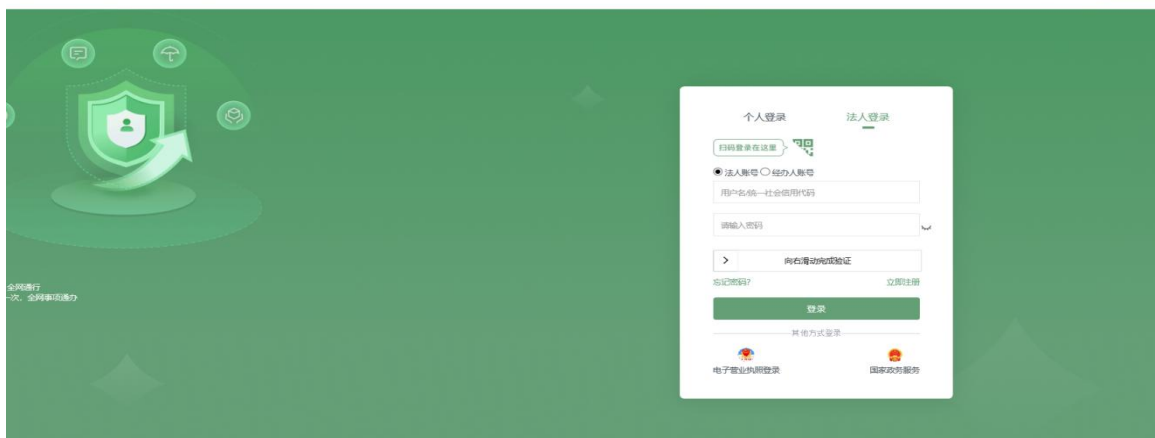 全网通行
一次，全网事项通办
个人登录 法人登录
扫码登录在这里
法人账号 经办人账号
用户名/统一社会信用代码
请输入密码
向右滑动完成验证
忘记密码? 立即注册
登录
其他方式登录
电子营业执照登录 国家政务服务